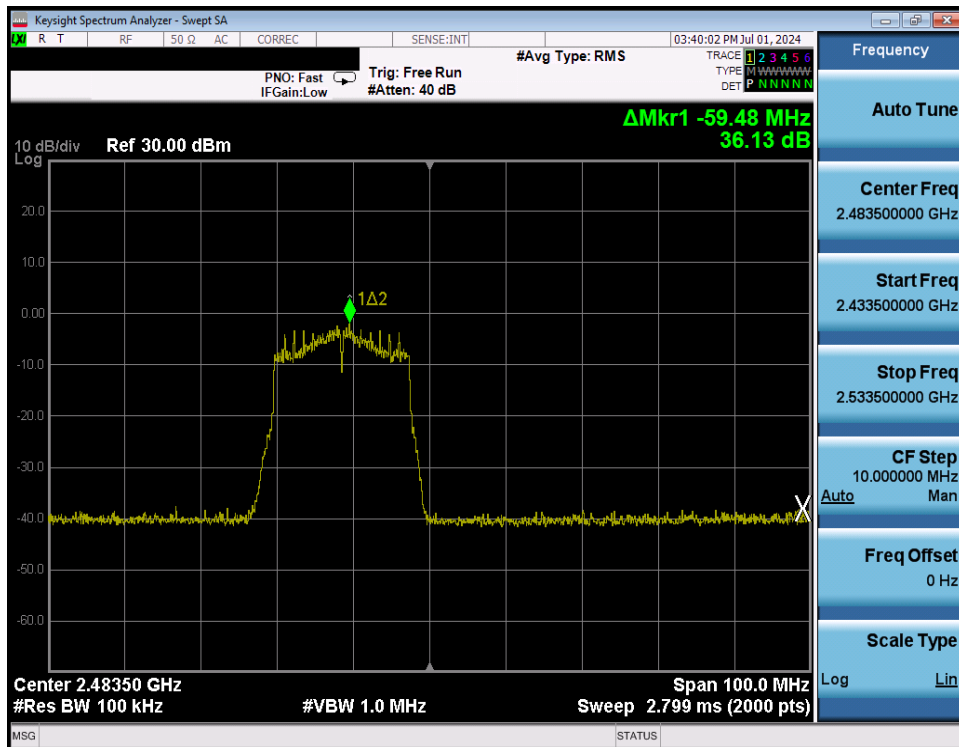 Keysight Spectrum Analyzer - Swept SA
LXI R T RF 50 Ω AC CORREC SENSE:INT 03:40:02 PM Jul 01, 2024
#Avg Type: RMS
TRACE 1 2 3 4 5 6
PNO: Fast Trig: Free Run TYPE M W W W W W
IFGain:Low #Atten: 40 dB DET P N N N N N
ΔMkr1 -59.48 MHz
36.13 dB
10 dB/div Ref 30.00 dBm
Log
20.0
10.0
0.00
-10.0
-20.0
-30.0
-40.0
-50.0
-60.0
1Δ2
X
Center 2.48350 GHz Span 100.0 MHz
#Res BW 100 kHz #VBW 1.0 MHz Sweep 2.799 ms (2000 pts)
MSG STATUS
Frequency
Auto Tune
Center Freq
2.483500000 GHz
Start Freq
2.433500000 GHz
Stop Freq
2.533500000 GHz
CF Step
10.000000 MHz
Auto Man
Freq Offset
0 Hz
Scale Type
Log Lin